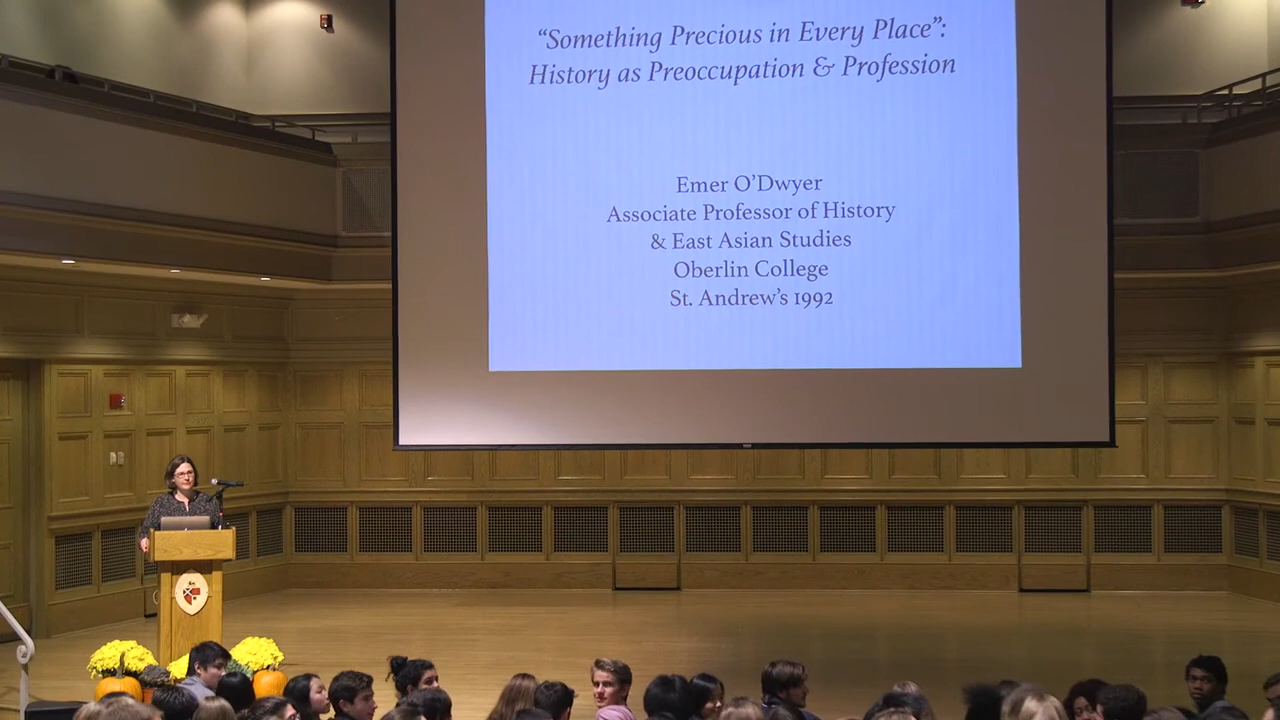 “Something Precious in Every Place”:
History as Preoccupation & Profession
Emer O’Dwyer
Associate Professor of History
& East Asian Studies
Oberlin College
St. Andrew’s 1992